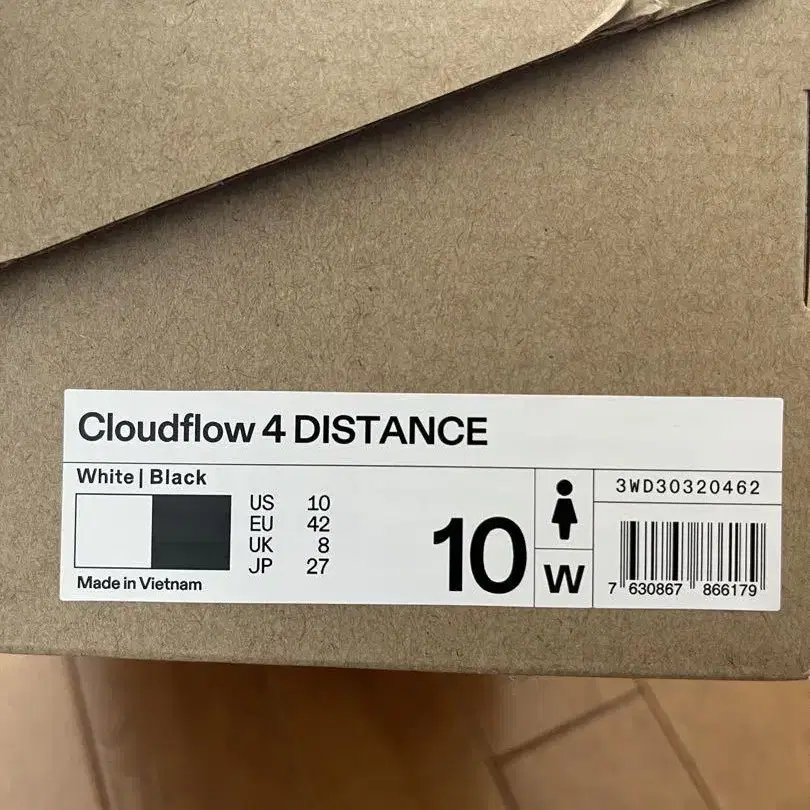 Cloudflow 4 DISTANCE
White | Black
US 10
EU 42
UK 8
JP 27
Made in Vietnam
10
W
3WD30320462
7 630867 866179